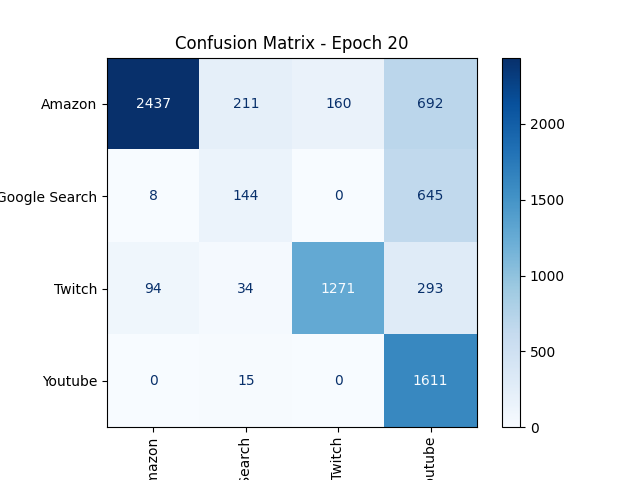 Confusion Matrix - Epoch 20
Amazon 2437 211 160 692
Google Search 8 144 0 645
Twitch 94 34 1271 293
Youtube 0 15 0 1611
mazon
Search
Twitch
outube
2000
1500
1000
500
0